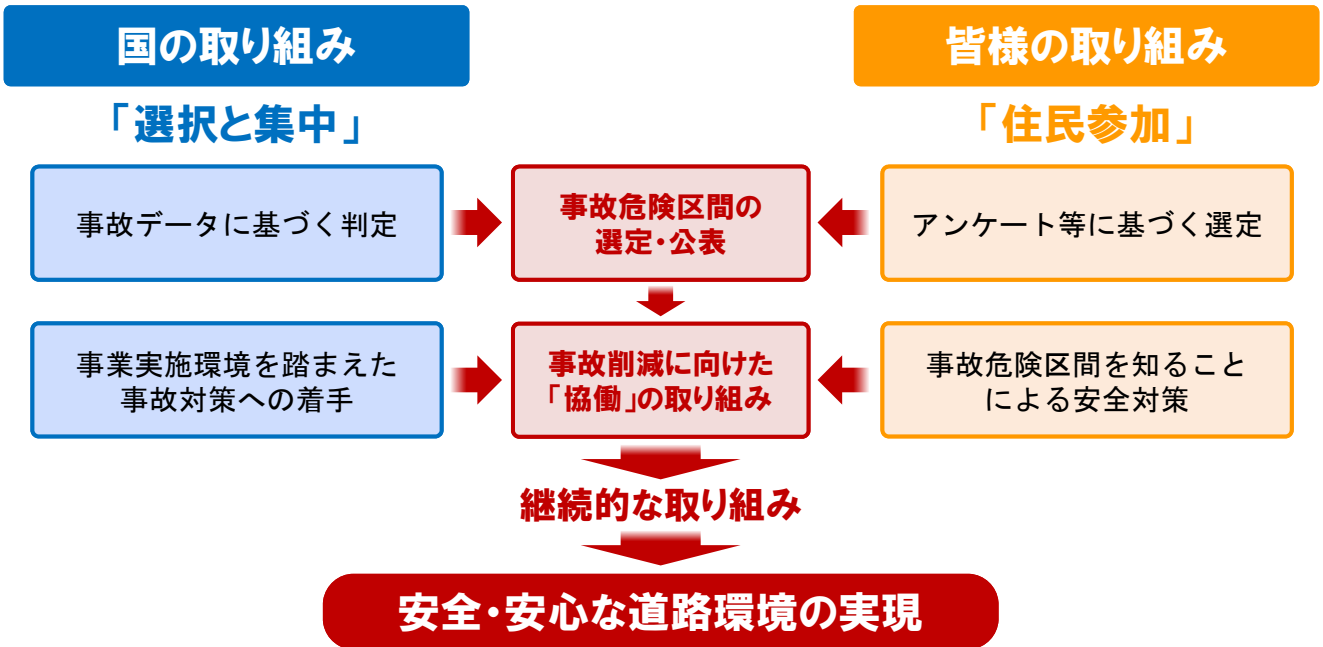 国の取り組み
皆様の取り組み
「選択と集中」
「住民参加」
事故データに基づく判定
事故危険区間の
選定・公表
アンケート等に基づく選定
事業実施環境を踏まえた
事故対策への着手
事故削減に向けた
「協働」の取り組み
事故危険区間を知ること
による安全対策
継続的な取り組み
安全・安心な道路環境の実現